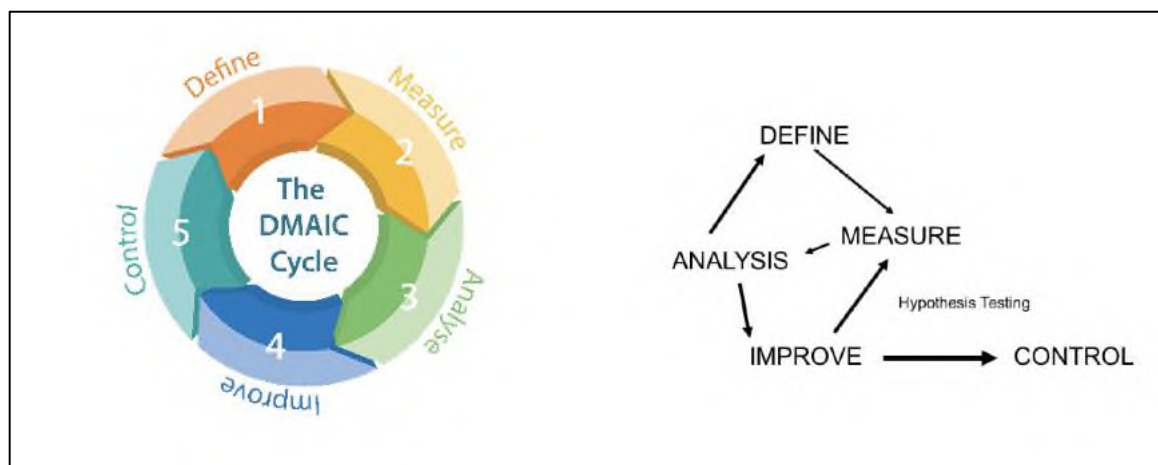 Define
1
Measure
2
Analyse
3
Improve
4
Control
5
The
DMAIC
Cycle
DEFINE
MEASURE
ANALYSIS
Hypothesis Testing
IMPROVE
CONTROL